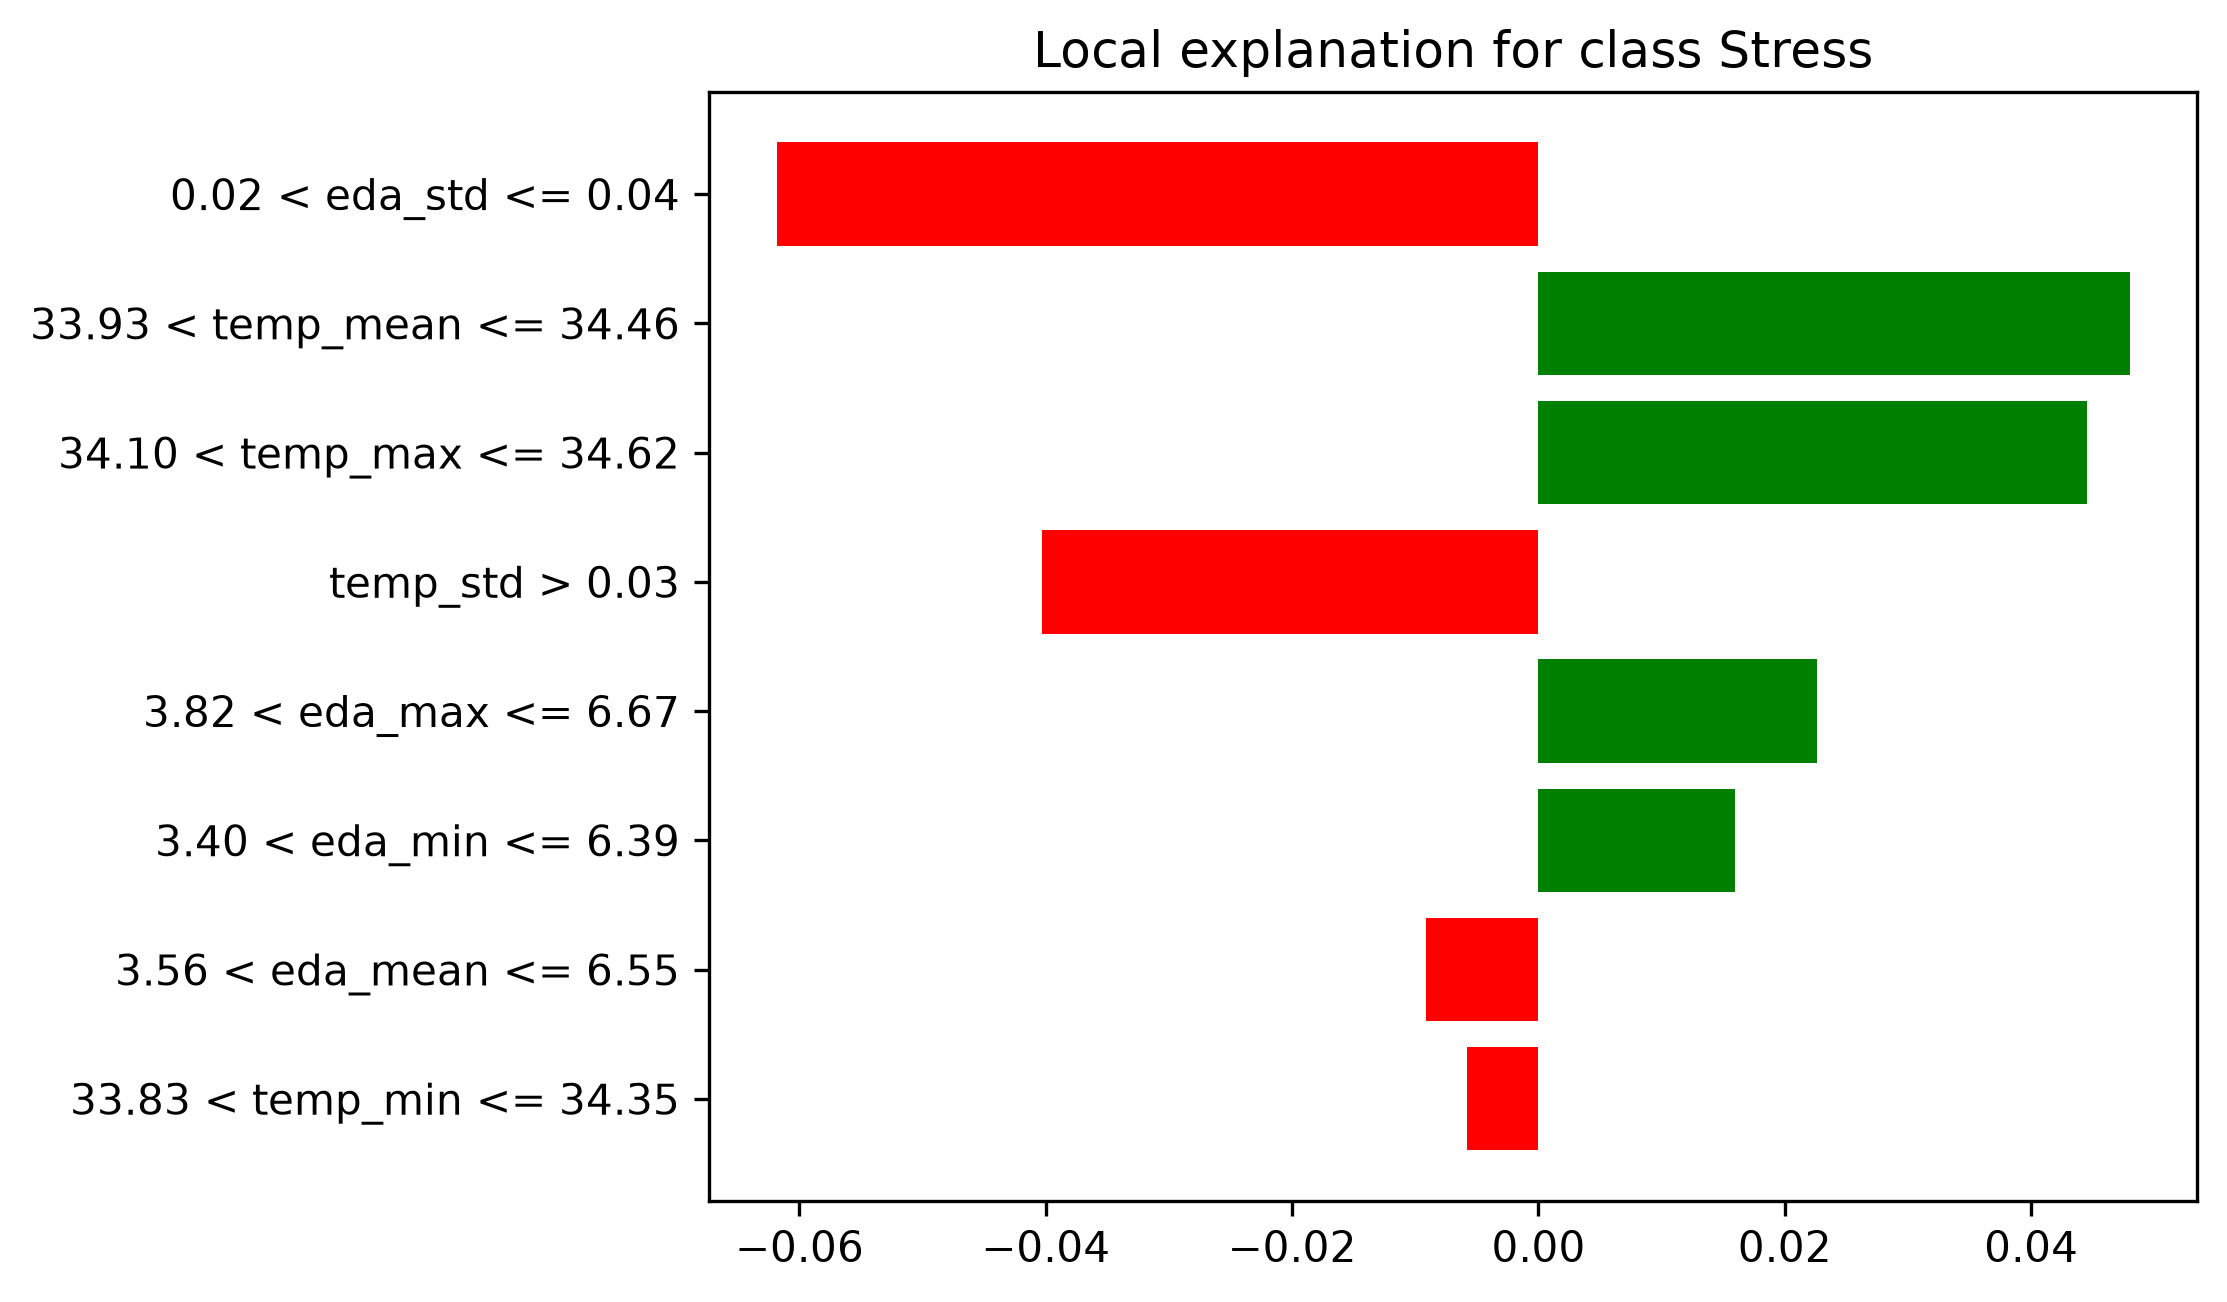 Local explanation for class Stress
0.02 < eda_std <= 0.04
33.93 < temp_mean <= 34.46
34.10 < temp_max <= 34.62
temp_std > 0.03
3.82 < eda_max <= 6.67
3.40 < eda_min <= 6.39
3.56 < eda_mean <= 6.55
33.83 < temp_min <= 34.35
−0.06 −0.04 −0.02 0.00 0.02 0.04